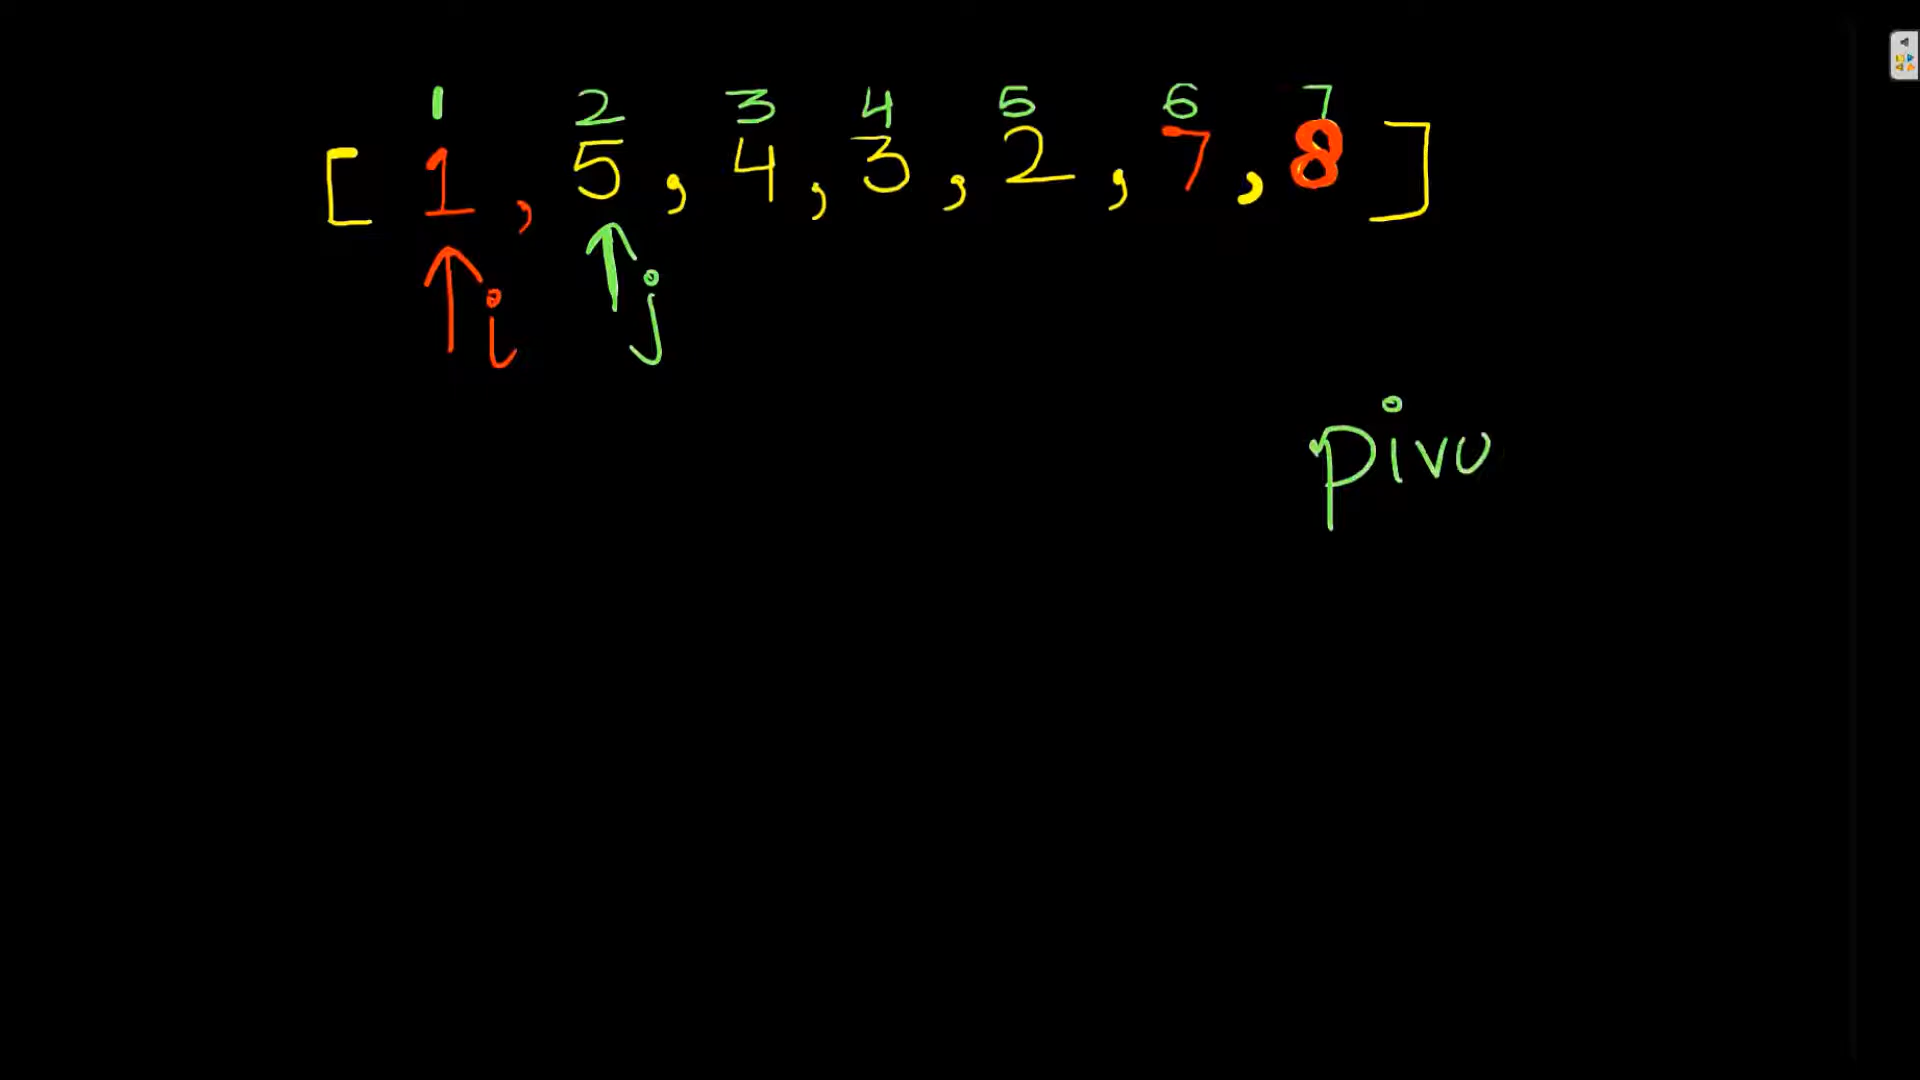 1 2 3 4 5 6 7
[ 1 , 5 , 4 , 3 , 2 , 7 , 8 ]
i j
pivo